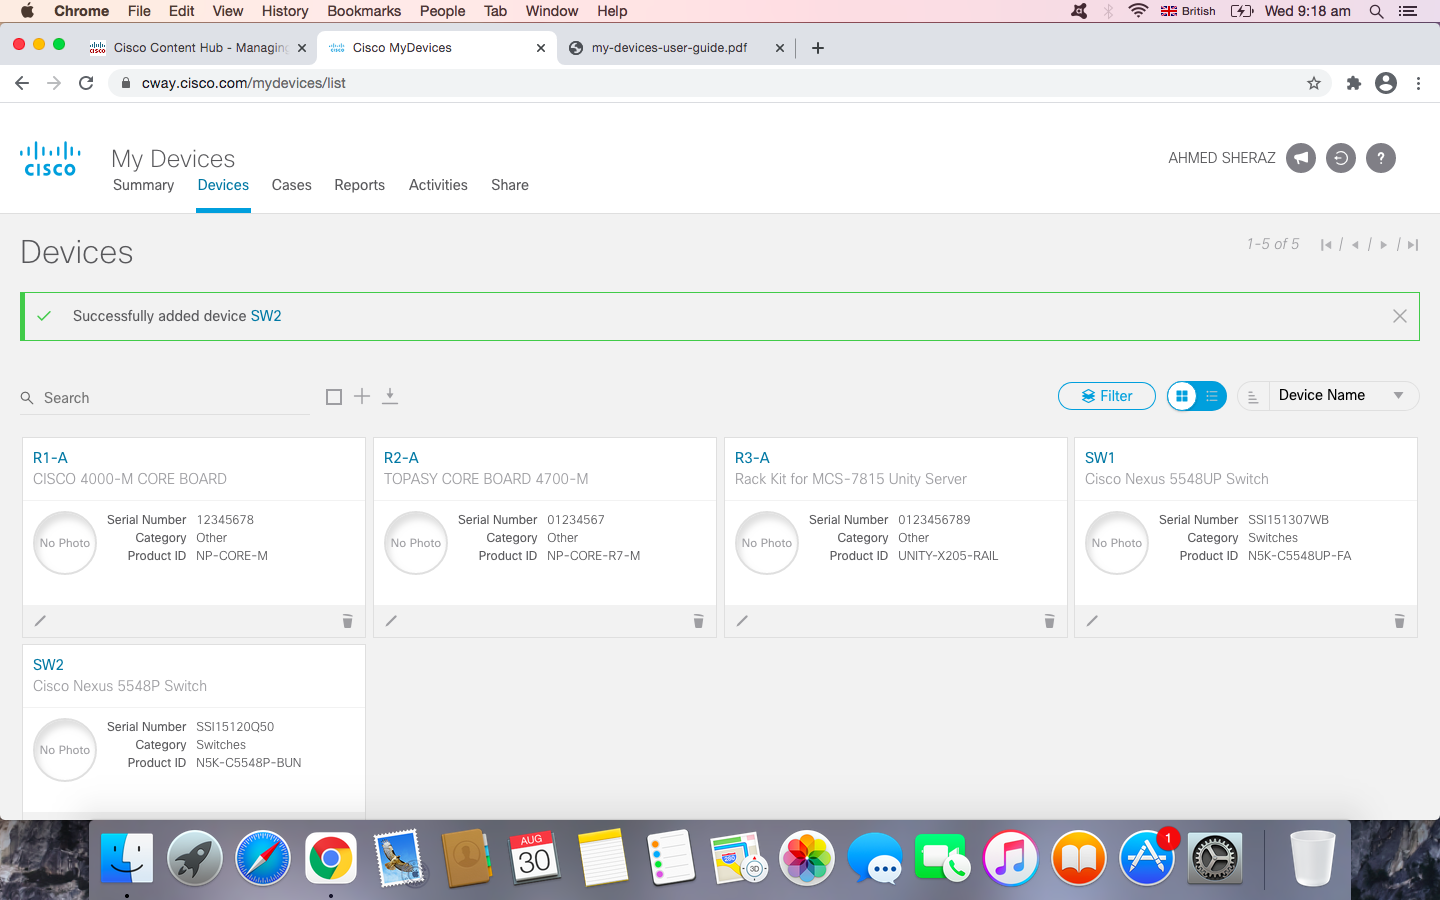 Chrome File Edit View History Bookmarks People Tab Window Help British Wed 9:18 am
Cisco Content Hub - Managing Cisco MyDevices my-devices-user-guide.pdf
cway.cisco.com/mydevices/list
CISCO My Devices AHMED SHERAZ ?
Summary Devices Cases Reports Activities Share
Devices 1-5 of 5
Successfully added device SW2
Search Filter Device Name
R1-A
CISCO 4000-M CORE BOARD
No Photo
Serial Number 12345678
Category Other
Product ID NP-CORE-M
R2-A
TOPASY CORE BOARD 4700-M
No Photo
Serial Number 01234567
Category Other
Product ID NP-CORE-R7-M
R3-A
Rack Kit for MCS-7815 Unity Server
No Photo
Serial Number 0123456789
Category Other
Product ID UNITY-X205-RAIL
SW1
Cisco Nexus 5548UP Switch
No Photo
Serial Number SSI151307WB
Category Switches
Product ID N5K-C5548UP-FA
SW2
Cisco Nexus 5548P Switch
No Photo
Serial Number SSI15120Q50
Category Switches
Product ID N5K-C5548P-BUN
AUG
30
280
3D
1